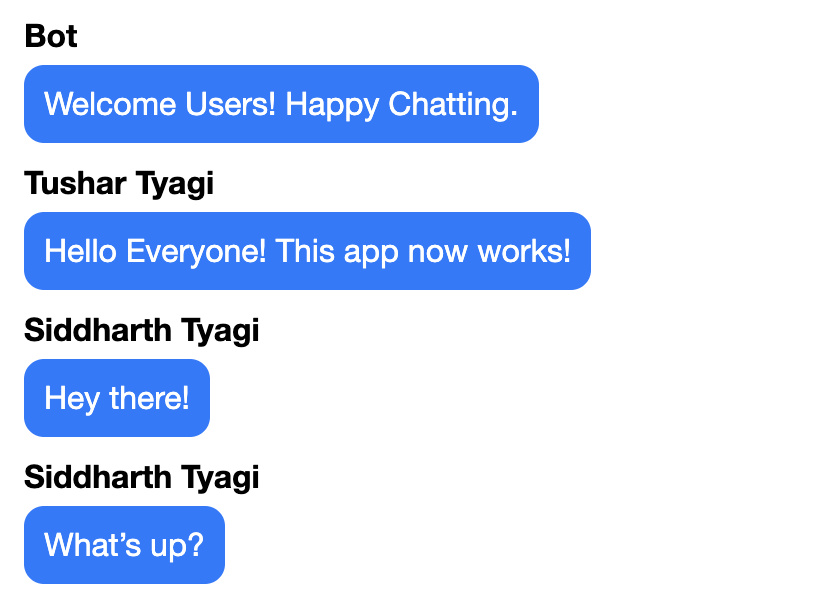 Bot
Welcome Users! Happy Chatting.
Tushar Tyagi
Hello Everyone! This app now works!
Siddharth Tyagi
Hey there!
Siddharth Tyagi
What’s up?